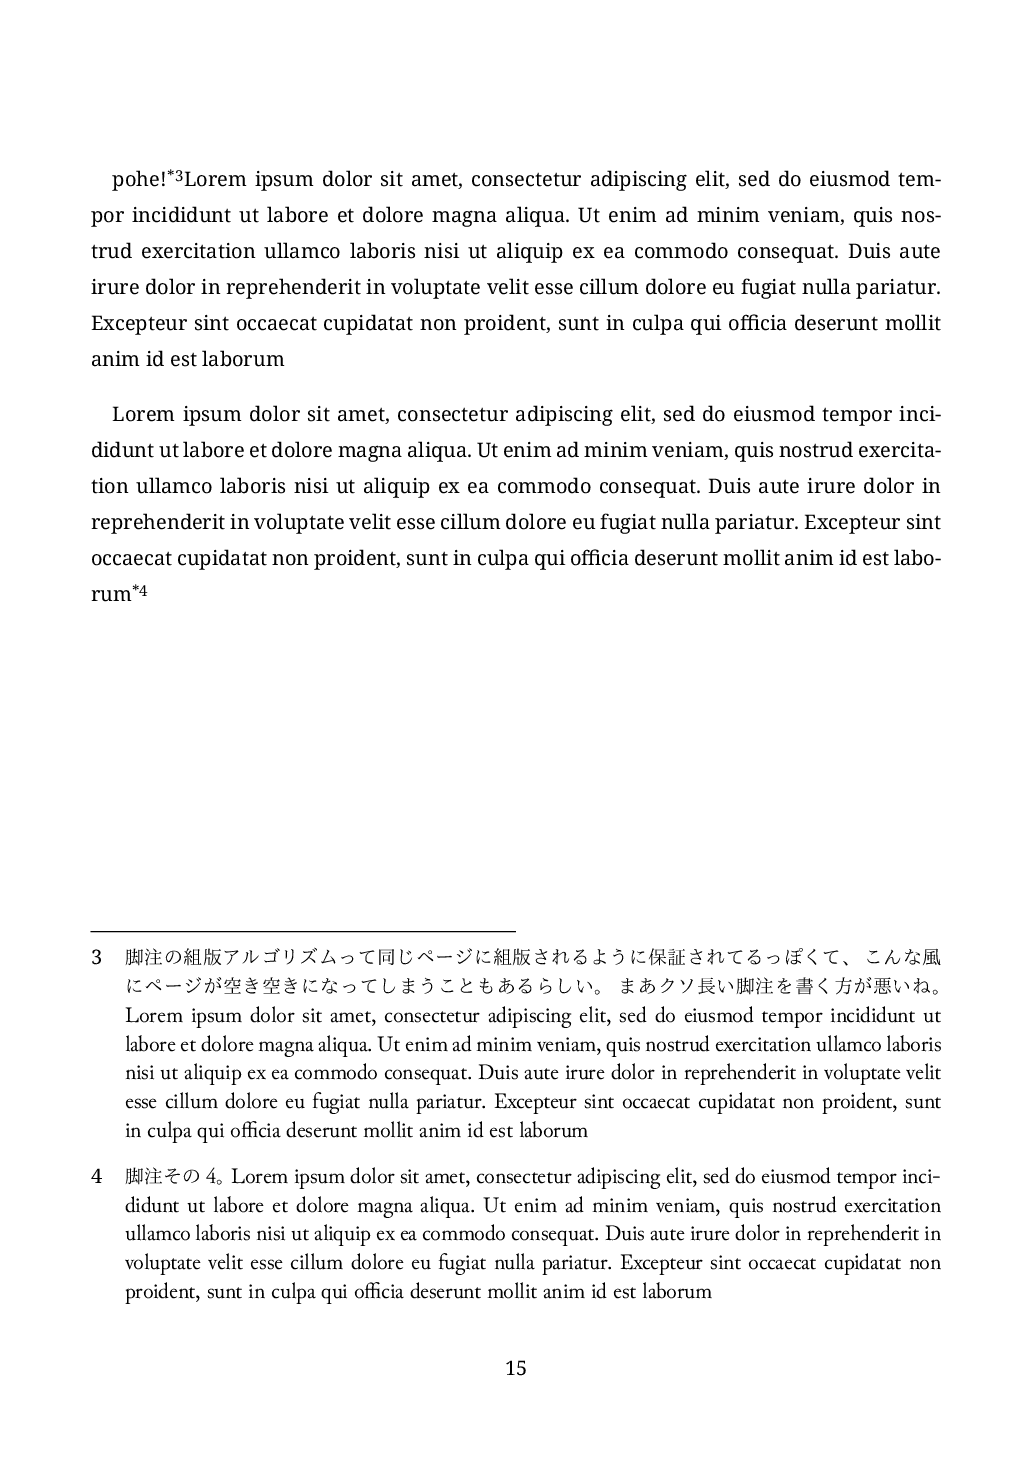 pohe!*3Lorem ipsum dolor sit amet, consectetur adipiscing elit, sed do eiusmod tem-
por incididunt ut labore et dolore magna aliqua. Ut enim ad minim veniam, quis nos-
trud exercitation ullamco laboris nisi ut aliquip ex ea commodo consequat. Duis aute
irure dolor in reprehenderit in voluptate velit esse cillum dolore eu fugiat nulla pariatur.
Excepteur sint occaecat cupidatat non proident, sunt in culpa qui officia deserunt mollit
anim id est laborum
Lorem ipsum dolor sit amet, consectetur adipiscing elit, sed do eiusmod tempor inci-
didunt ut labore et dolore magna aliqua. Ut enim ad minim veniam, quis nostrud exercita-
tion ullamco laboris nisi ut aliquip ex ea commodo consequat. Duis aute irure dolor in
reprehenderit in voluptate velit esse cillum dolore eu fugiat nulla pariatur. Excepteur sint
occaecat cupidatat non proident, sunt in culpa qui officia deserunt mollit anim id est labo-
rum*4
3 脚注の組版アルゴリズムって同じページに組版されるように保証されてるっぽくて、こんな風
にページが空き空きになってしまうこともあるらしい。まあクソ長い脚注を書く方が悪いね。
Lorem ipsum dolor sit amet, consectetur adipiscing elit, sed do eiusmod tempor incididunt ut
labore et dolore magna aliqua. Ut enim ad minim veniam, quis nostrud exercitation ullamco laboris
nisi ut aliquip ex ea commodo consequat. Duis aute irure dolor in reprehenderit in voluptate velit
esse cillum dolore eu fugiat nulla pariatur. Excepteur sint occaecat cupidatat non proident, sunt
in culpa qui officia deserunt mollit anim id est laborum
4 脚注その 4。Lorem ipsum dolor sit amet, consectetur adipiscing elit, sed do eiusmod tempor inci-
didunt ut labore et dolore magna aliqua. Ut enim ad minim veniam, quis nostrud exercitation
ullamco laboris nisi ut aliquip ex ea commodo consequat. Duis aute irure dolor in reprehenderit in
voluptate velit esse cillum dolore eu fugiat nulla pariatur. Excepteur sint occaecat cupidatat non
proident, sunt in culpa qui officia deserunt mollit anim id est laborum
15